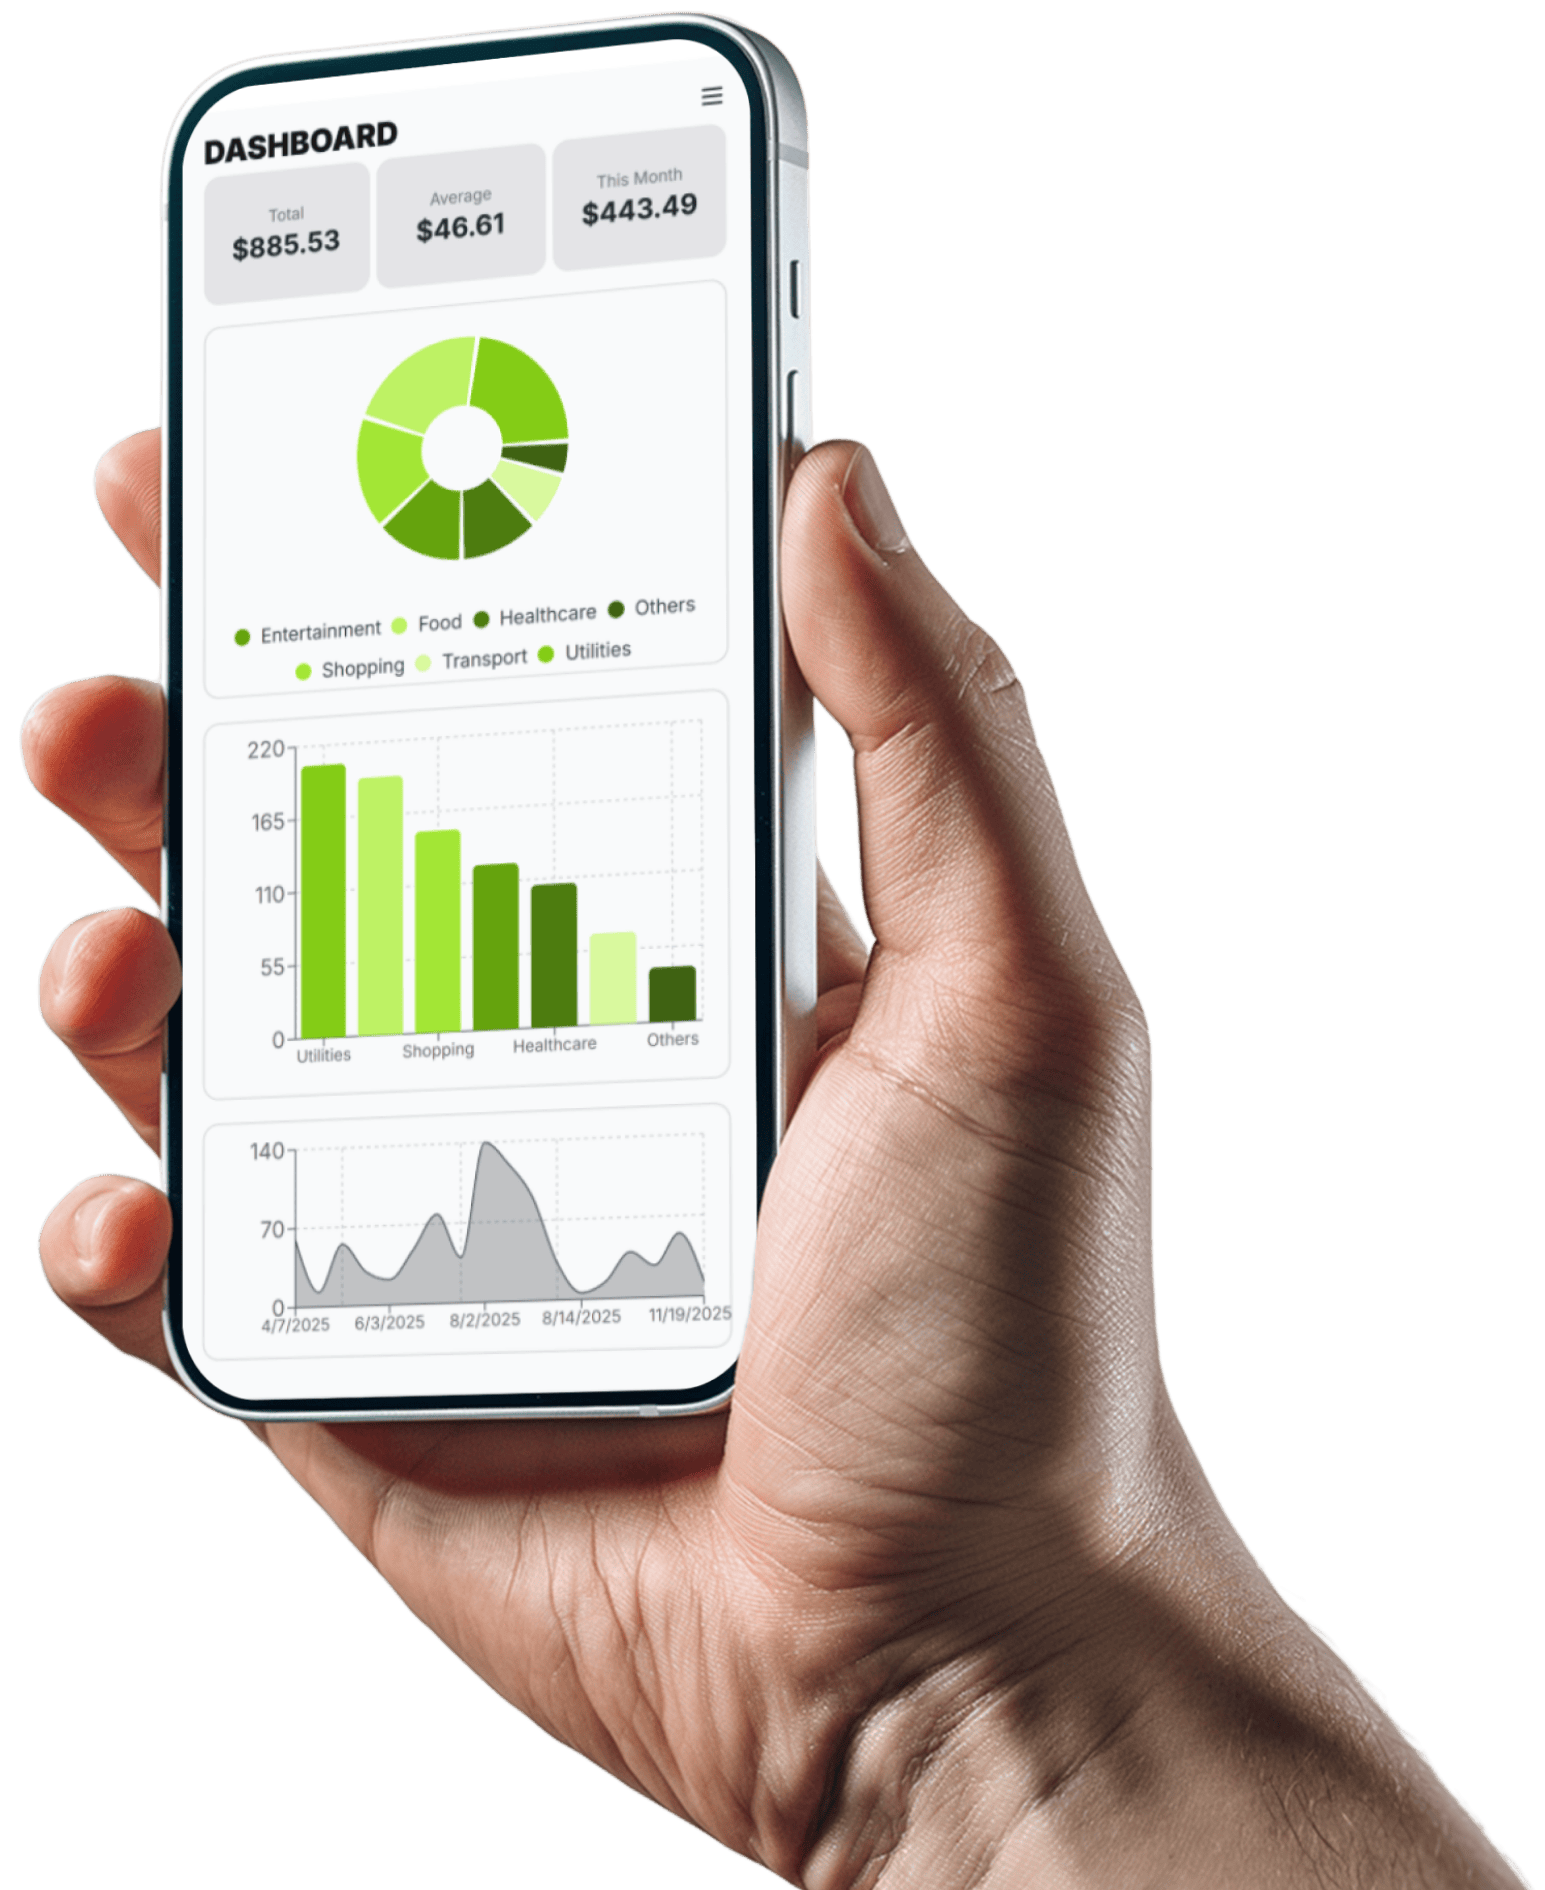 DASHBOARD
Total
$885.53
Average
$46.61
This Month
$443.49
Entertainment Food Healthcare Others
Shopping Transport Utilities
220
165
110
55
0
Utilities Shopping Healthcare Others
140
70
0
4/7/2025 6/3/2025 8/2/2025 8/14/2025 11/19/2025